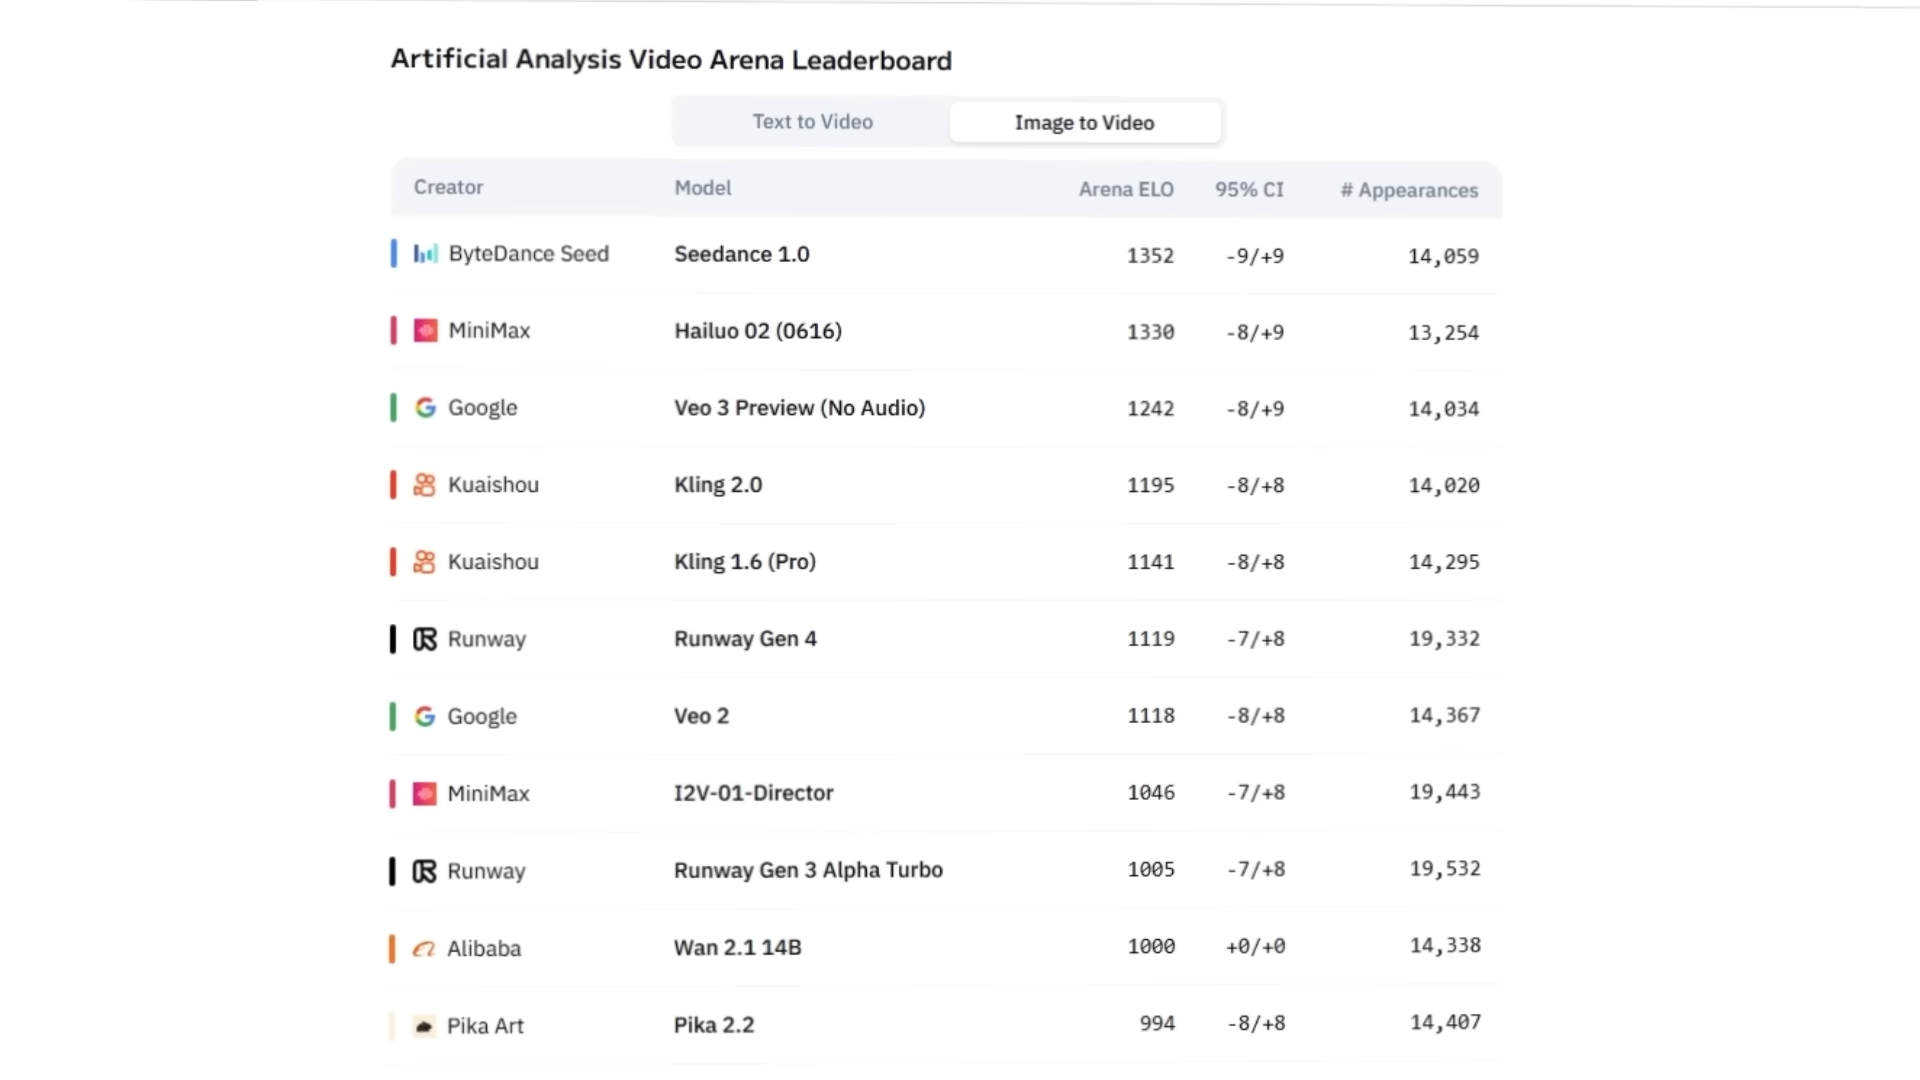 Artificial Analysis Video Arena Leaderboard
Text to Video Image to Video
Creator Model Arena ELO 95% CI # Appearances
ByteDance Seed Seedance 1.0 1352 -9/+9 14,059
MiniMax Hailuo 02 (0616) 1330 -8/+9 13,254
Google Veo 3 Preview (No Audio) 1242 -8/+9 14,034
Kuaishou Kling 2.0 1195 -8/+8 14,020
Kuaishou Kling 1.6 (Pro) 1141 -8/+8 14,295
Runway Runway Gen 4 1119 -7/+8 19,332
Google Veo 2 1118 -8/+8 14,367
MiniMax I2V-01-Director 1046 -7/+8 19,443
Runway Runway Gen 3 Alpha Turbo 1005 -7/+8 19,532
Alibaba Wan 2.1 14B 1000 +0/+0 14,338
Pika Art Pika 2.2 994 -8/+8 14,407